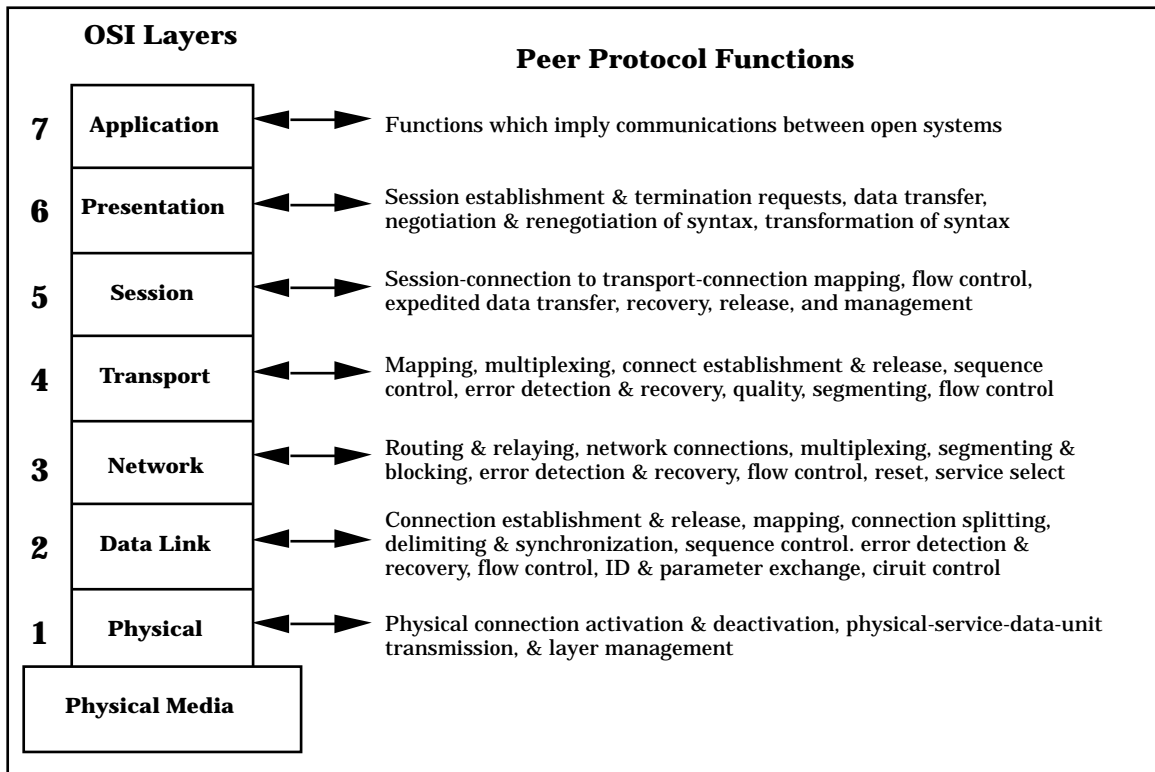 OSI Layers
Peer Protocol Functions
7
Application
Functions which imply communications between open systems
6
Presentation
Session establishment & termination requests, data transfer,
negotiation & renegotiation of syntax, transformation of syntax
5
Session
Session-connection to transport-connection mapping, flow control,
expedited data transfer, recovery, release, and management
4
Transport
Mapping, multiplexing, connect establishment & release, sequence
control, error detection & recovery, quality, segmenting, flow control
3
Network
Routing & relaying, network connections, multiplexing, segmenting &
blocking, error detection & recovery, flow control, reset, service select
2
Data Link
Connection establishment & release, mapping, connection splitting,
delimiting & synchronization, sequence control. error detection &
recovery, flow control, ID & parameter exchange, ciruit control
1
Physical
Physical connection activation & deactivation, physical-service-data-unit
transmission, & layer management
Physical Media